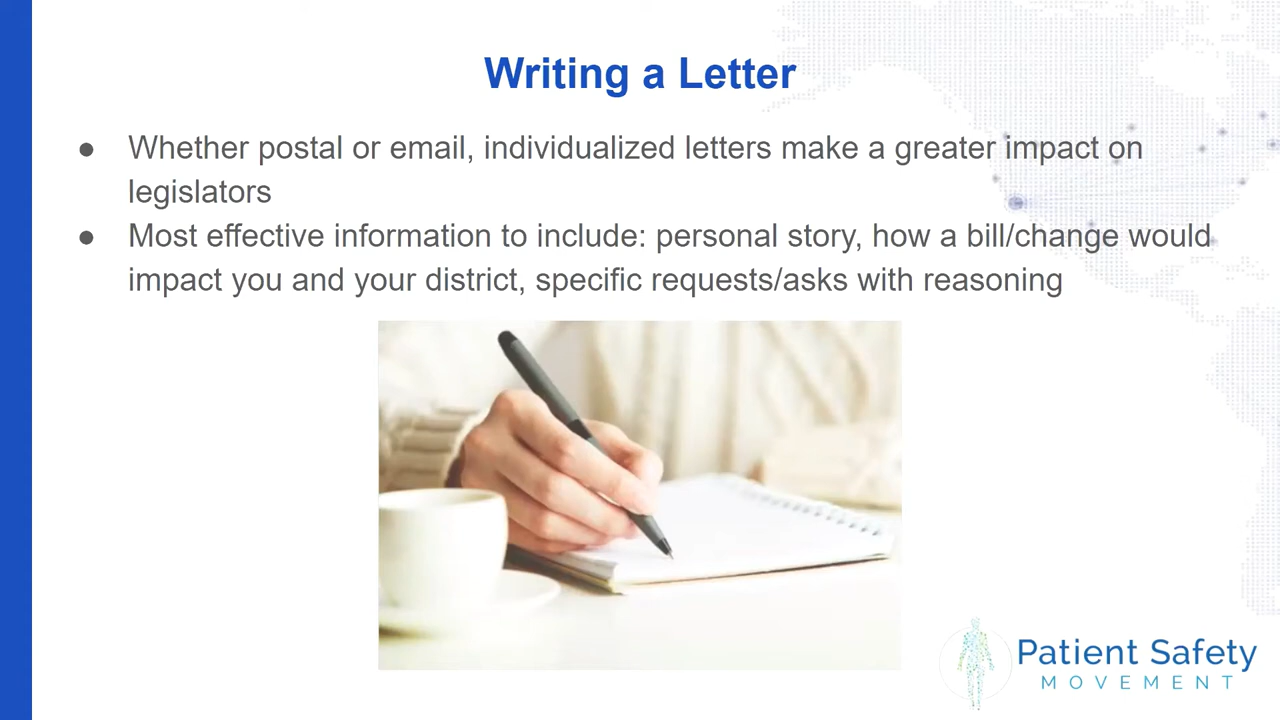 Writing a Letter
● Whether postal or email, individualized letters make a greater impact on
legislators
● Most effective information to include: personal story, how a bill/change would
impact you and your district, specific requests/asks with reasoning
Patient Safety
MOVEMENT